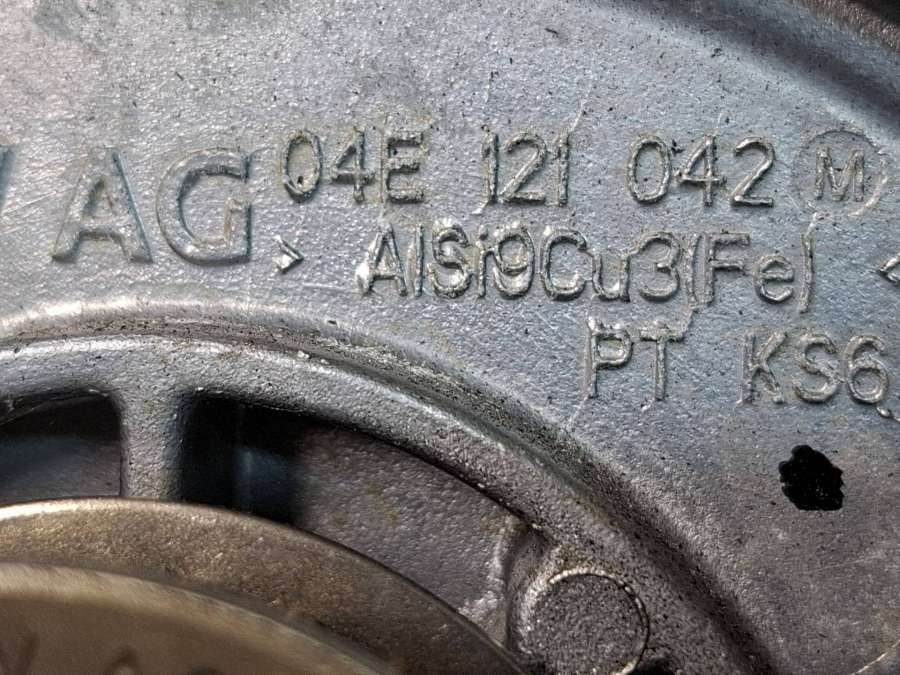 AG 04E 121 042 M
> AlSi9Cu3(Fe) <
PT KS6